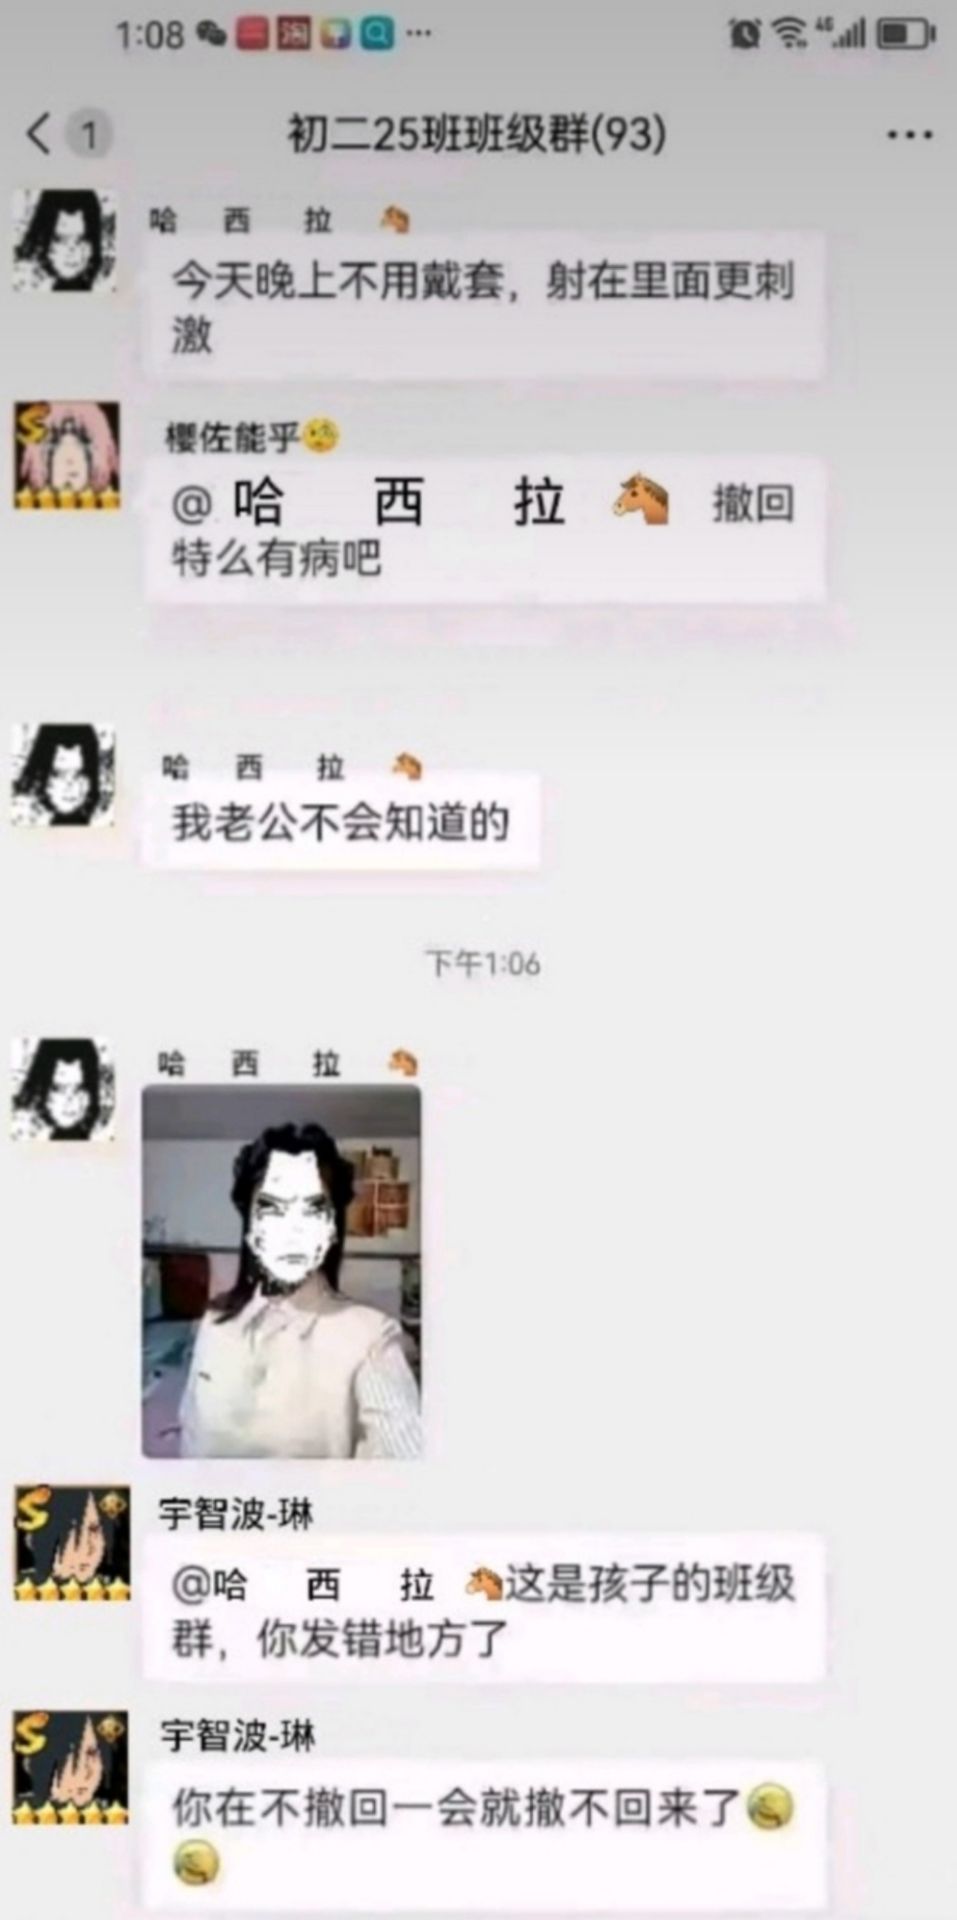 1:08 淘 4G
1
初二25班班级群(93)
哈 西 拉 🐴
今天晚上不用戴套，射在里面更刺
激
櫻佐能乎🧐
@ 哈 西 拉 🐴 撤回
特么有病吧
哈 西 拉 🐴
我老公不会知道的
下午1:06
哈 西 拉 🐴
宇智波-琳
@哈 西 拉 🐴这是孩子的班级
群，你发错地方了
宇智波-琳
你在不撤回一会就撤不回来了🤦
🤦